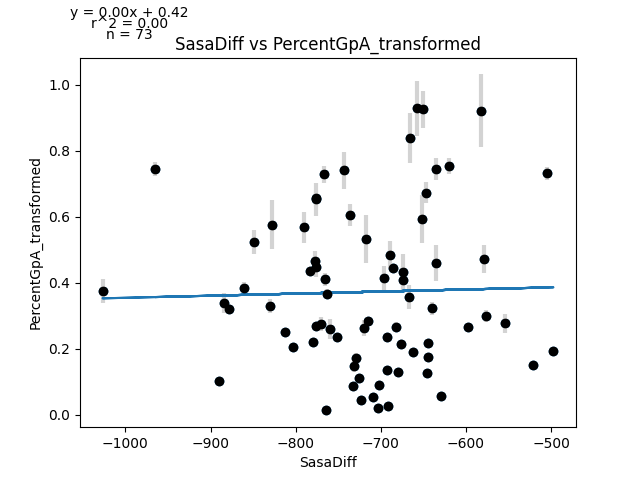 y = 0.00x + 0.42
r^2 = 0.00
n = 73
SasaDiff vs PercentGpA_transformed
PercentGpA_transformed
1.0
0.8
0.6
0.4
0.2
0.0
−1000
−900
−800
−700
−600
−500
SasaDiff